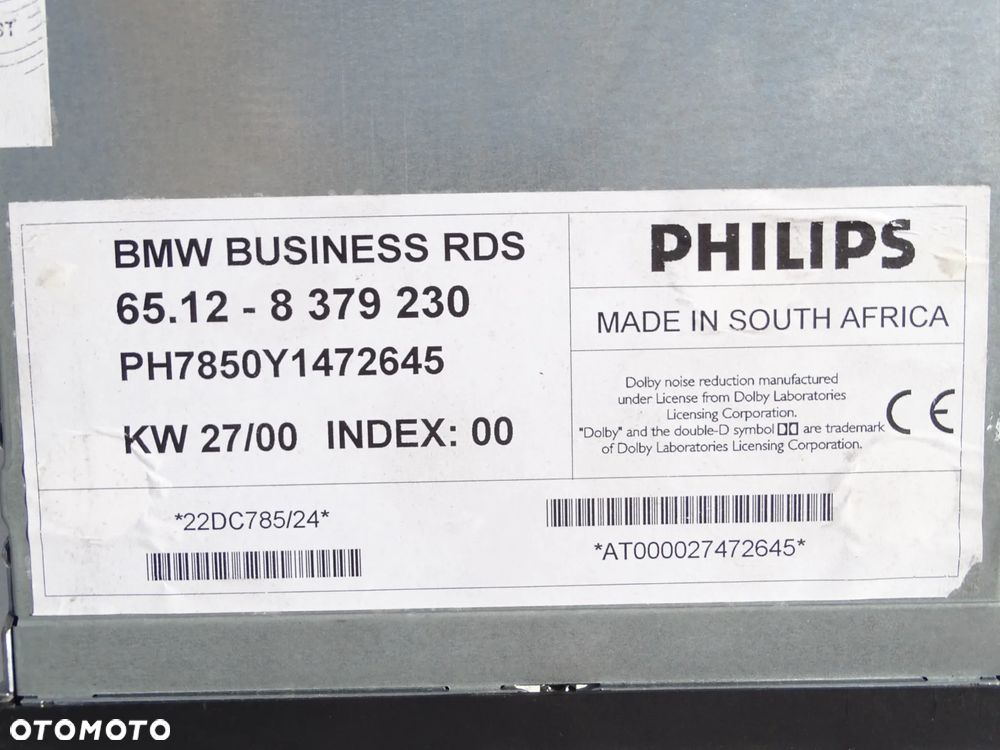 ST
BMW BUSINESS RDS
65.12 - 8 379 230
PH7850Y1472645
KW 27/00 INDEX: 00
PHILIPS
MADE IN SOUTH AFRICA
Dolby noise reduction manufactured
under License from Dolby Laboratories
Licensing Corporation.
"Dolby" and the double-D symbol are trademark
of Dolby Laboratories Licensing Corporation.
CE
*22DC785/24*
*AT000027472645*
OTOMOTO